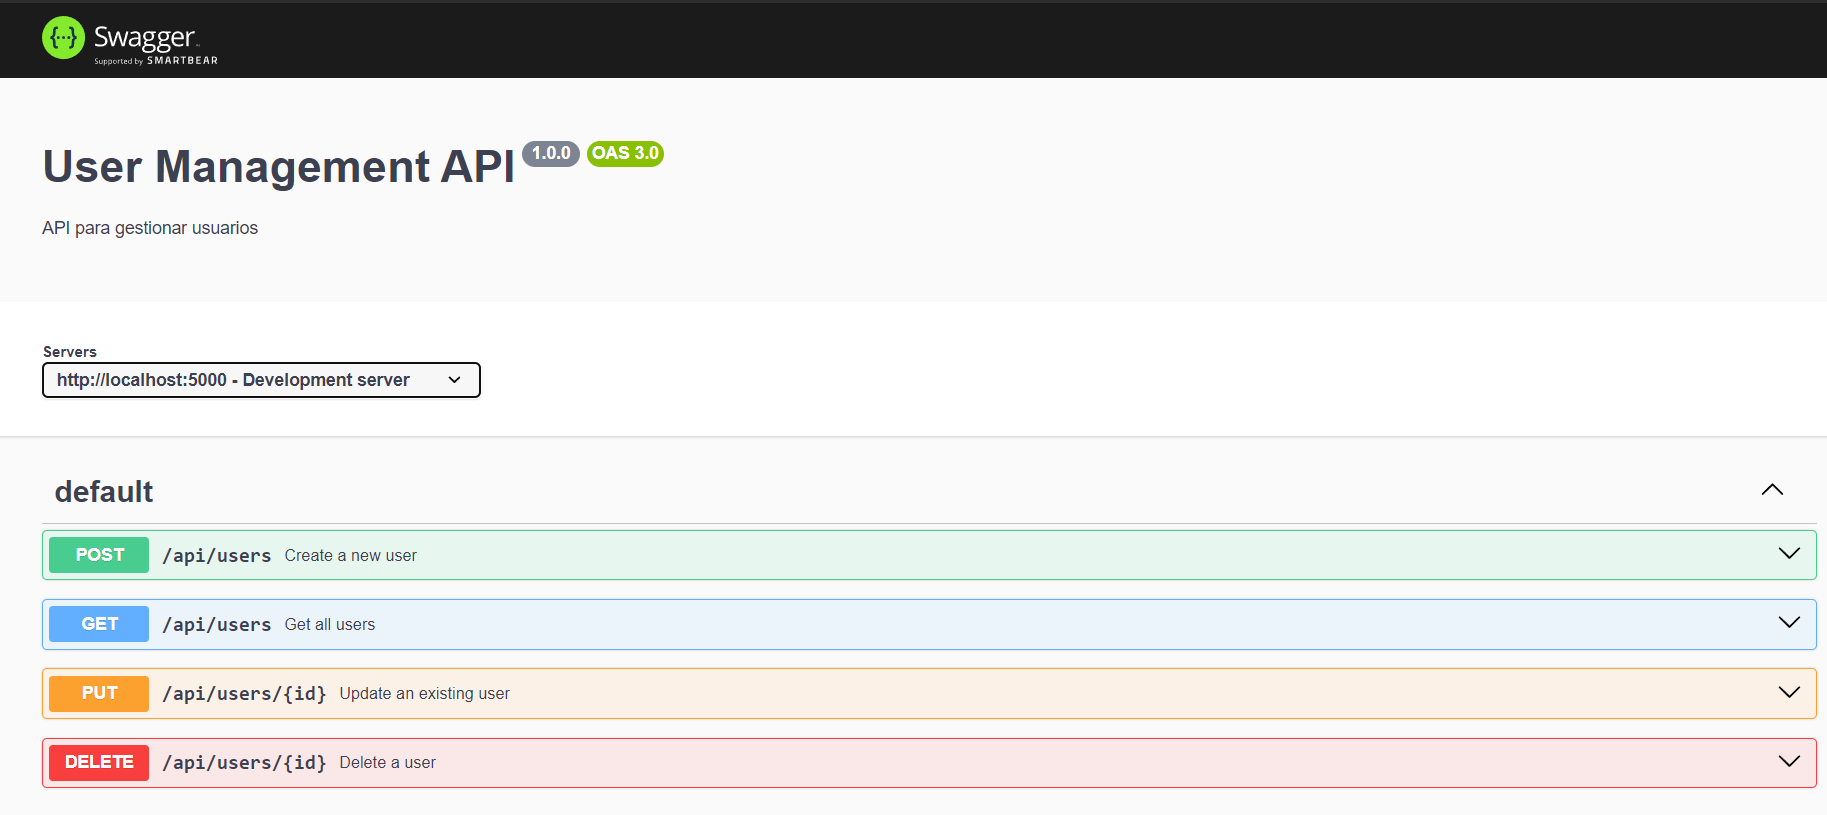 Swagger
Supported by SMARTBEAR
User Management API 1.0.0 OAS 3.0
API para gestionar usuarios
Servers
http://localhost:5000 - Development server
default
POST /api/users Create a new user
GET /api/users Get all users
PUT /api/users/{id} Update an existing user
DELETE /api/users/{id} Delete a user